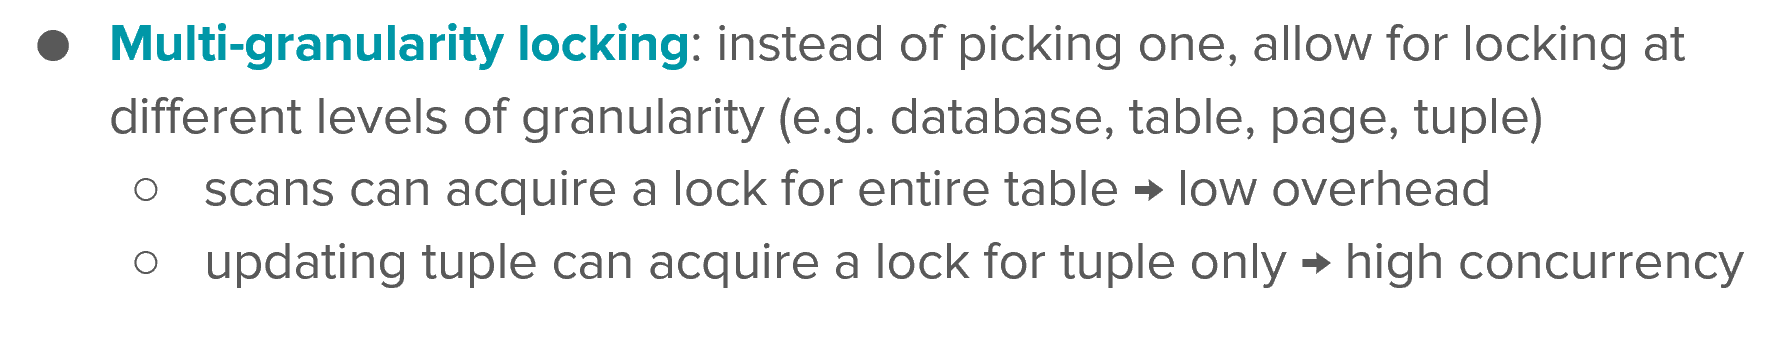 ● Multi-granularity locking: instead of picking one, allow for locking at
different levels of granularity (e.g. database, table, page, tuple)
○ scans can acquire a lock for entire table → low overhead
○ updating tuple can acquire a lock for tuple only → high concurrency